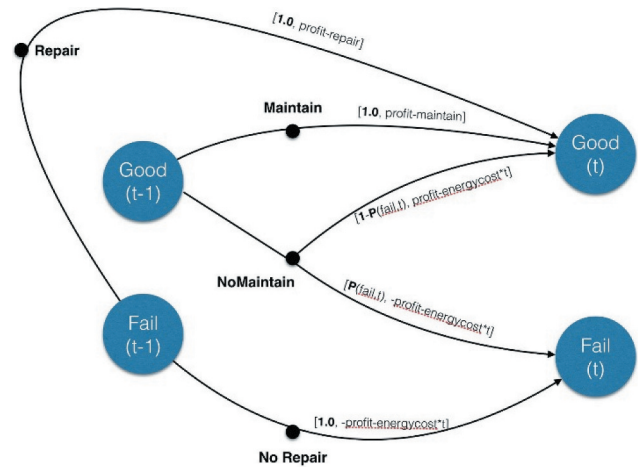 [1.0, profit-repair]
Repair
Maintain
[1.0, profit-maintain]
Good
(t-1)
Good
(t)
[1-P(fail,t), profit-energycost*t]
NoMaintain
[P(fail,t), -profit-energycost*t]
Fail
(t-1)
Fail
(t)
[1.0, -profit-energycost*t]
No Repair